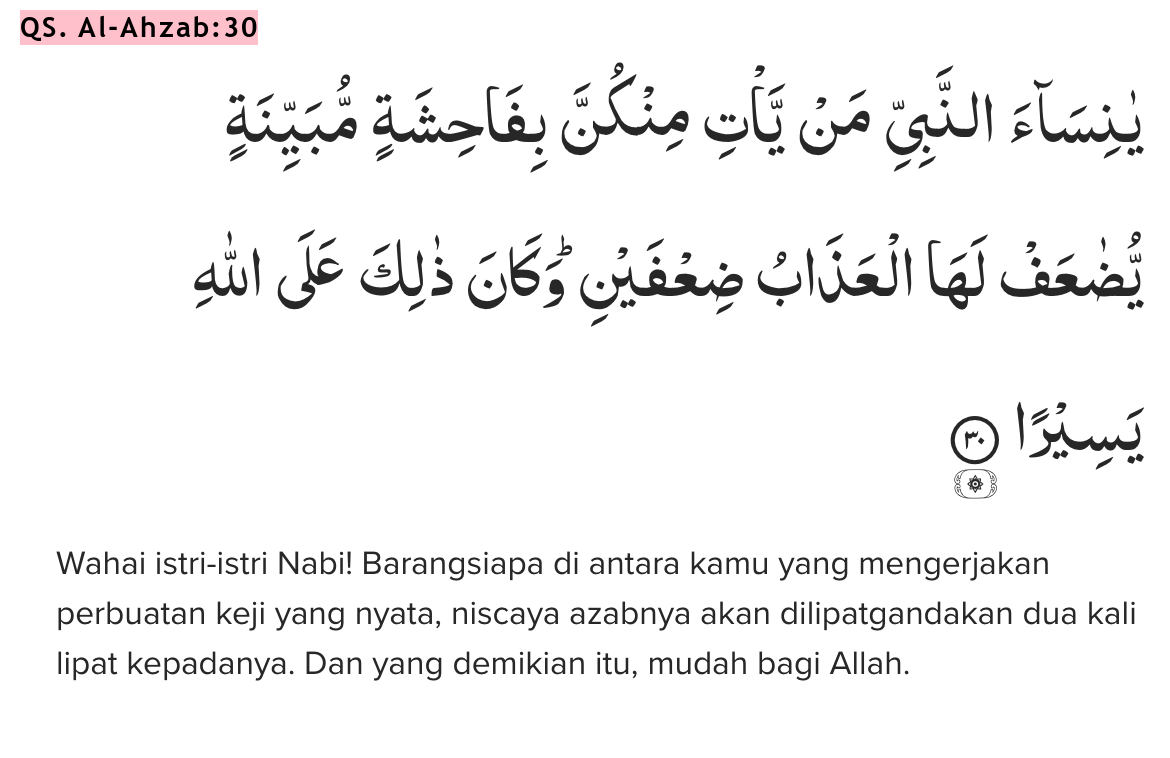 QS. Al-Ahzab:30
يٰنِسَاۤءَ النَّبِيِّ مَنْ يَّأْتِ مِنْكُنَّ بِفَاحِشَةٍ مُّبَيِّنَةٍ
يُّضٰعَفْ لَهَا الْعَذَابُ ضِعْفَيْنِۗ وَكَانَ ذٰلِكَ عَلَى اللّٰهِ
يَسِيْرًا ٣٠
Wahai istri-istri Nabi! Barangsiapa di antara kamu yang mengerjakan
perbuatan keji yang nyata, niscaya azabnya akan dilipatgandakan dua kali
lipat kepadanya. Dan yang demikian itu, mudah bagi Allah.